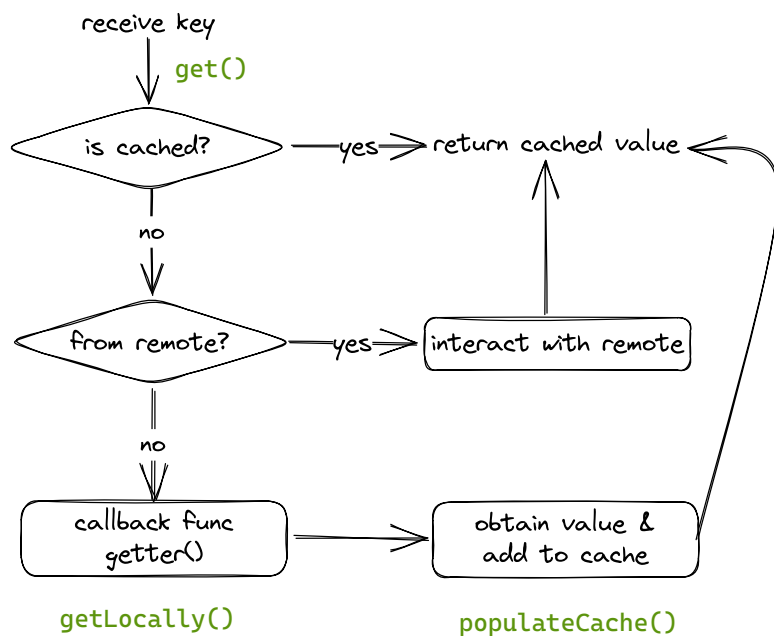 receive key
get()
is cached?
yes
return cached value
no
from remote?
yes
interact with remote
no
callback func
getter()
obtain value &
add to cache
getLocally()
populateCache()